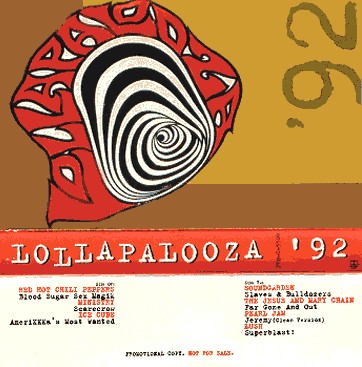 LOLLAPALOOZA
'92
LOLLAPALOOZA '92
Side One
RED HOT CHILI PEPPERS
Blood Sugar Sex Magik
MINISTRY
Scarecrow
ICE CUBE
AmeriKKKa's Most Wanted
Side Two
SOUNDGARDEN
Slaves & Bulldozers
THE JESUS AND MARY CHAIN
Far Gone And Out
PEARL JAM
Jeremy(Clean Version)
LUSH
Superblast!
PROMOTIONAL COPY. NOT FOR SALE.